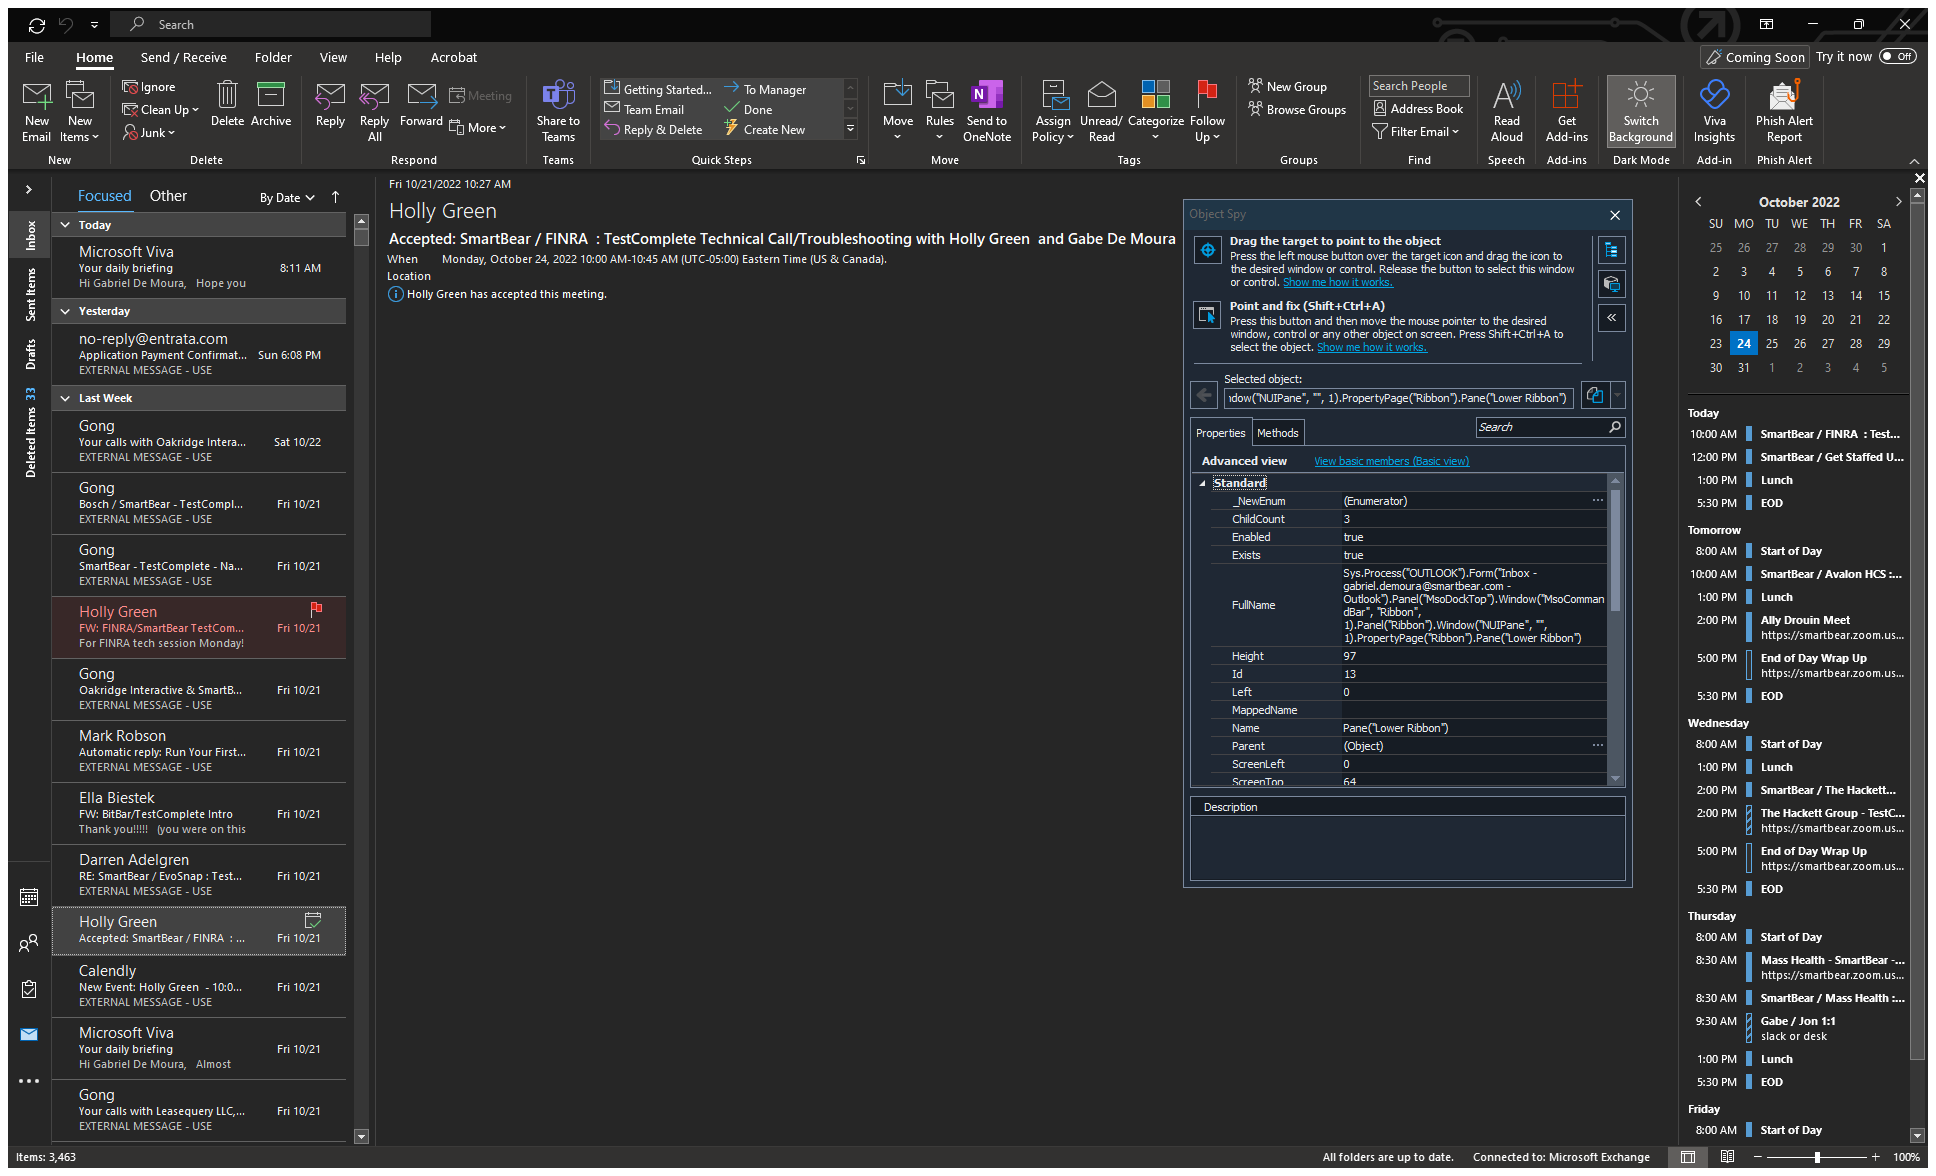 Search
File Home Send / Receive Folder View Help Acrobat
Coming Soon Try it now Off
New Email
New Items
New
Ignore
Clean Up
Junk
Delete
Archive
Delete
Reply
Reply All
Forward
Meeting
More
Respond
Share to Teams
Teams
Getting Started...
Team Email
Reply & Delete
To Manager
Done
Create New
Quick Steps
Move
Rules
Send to OneNote
Move
Assign Policy
Unread/ Read
Categorize
Follow Up
Tags
New Group
Browse Groups
Groups
Search People
Address Book
Filter Email
Find
Read Aloud
Speech
Get Add-ins
Add-ins
Switch Background
Dark Mode
Viva Insights
Add-in
Phish Alert Report
Phish Alert
Inbox
Sent Items
Drafts
Deleted Items 33
Focused Other By Date
Today
Microsoft Viva
Your daily briefing 8:11 AM
Hi Gabriel De Moura, Hope you
Yesterday
no-reply@entrata.com
Application Payment Confirmat... Sun 6:08 PM
EXTERNAL MESSAGE - USE
Last Week
Gong
Your calls with Oakridge Intera... Sat 10/22
EXTERNAL MESSAGE - USE
Gong
Bosch / SmartBear - TestCompl... Fri 10/21
EXTERNAL MESSAGE - USE
Gong
SmartBear - TestComplete - Na... Fri 10/21
EXTERNAL MESSAGE - USE
Holly Green
FW: FINRA/SmartBear TestCom... Fri 10/21
For FINRA tech session Monday!
Gong
Oakridge Interactive & SmartB... Fri 10/21
EXTERNAL MESSAGE - USE
Mark Robson
Automatic reply: Run Your First... Fri 10/21
EXTERNAL MESSAGE - USE
Ella Biestek
FW: BitBar/TestComplete Intro Fri 10/21
Thank you!!!!! (you were on this
Darren Adelgren
RE: SmartBear / EvoSnap : Test... Fri 10/21
EXTERNAL MESSAGE - USE
Holly Green
Accepted: SmartBear / FINRA : ... Fri 10/21
Calendly
New Event: Holly Green - 10:0... Fri 10/21
EXTERNAL MESSAGE - USE
Microsoft Viva
Your daily briefing Fri 10/21
Hi Gabriel De Moura, Almost
Gong
Your calls with Leasequery LLC,... Fri 10/21
EXTERNAL MESSAGE - USE
Fri 10/21/2022 10:27 AM
Holly Green
Accepted: SmartBear / FINRA : TestComplete Technical Call/Troubleshooting with Holly Green and Gabe De Moura
When Monday, October 24, 2022 10:00 AM-10:45 AM (UTC-05:00) Eastern Time (US & Canada).
Location
Holly Green has accepted this meeting.
Object Spy
Drag the target to point to the object
Press the left mouse button over the target icon and drag the icon to
the desired window or control. Release the button to select this window
or control. Show me how it works.
Point and fix (Shift+Ctrl+A)
Press this button and then move the mouse pointer to the desired
window, control or any other object on screen. Press Shift+Ctrl+A to
select the object. Show me how it works.
Selected object:
ndow("NUIPane", "", 1).PropertyPage("Ribbon").Pane("Lower Ribbon")
Properties Methods Search
Advanced view View basic members (Basic view)
Standard
_NewEnum (Enumerator)
ChildCount 3
Enabled true
Exists true
FullName
Sys.Process("OUTLOOK").Form("Inbox -
gabriel.demoura@smartbear.com -
Outlook").Panel("MsoDockTop").Window("MsoComman
dBar", "Ribbon",
1).Panel("Ribbon").Window("NUIPane", "",
1).PropertyPage("Ribbon").Pane("Lower Ribbon")
Height 97
Id 13
Left 0
MappedName
Name Pane("Lower Ribbon")
Parent (Object)
ScreenLeft 0
ScreenTop 64
Description
October 2022
SU MO TU WE TH FR SA
25 26 27 28 29 30 1
2 3 4 5 6 7 8
9 10 11 12 13 14 15
16 17 18 19 20 21 22
23 24 25 26 27 28 29
30 31 1 2 3 4 5
Today
10:00 AM SmartBear / FINRA : Test...
12:00 PM SmartBear / Get Staffed U...
1:00 PM Lunch
5:30 PM EOD
Tomorrow
8:00 AM Start of Day
10:00 AM SmartBear / Avalon HCS :...
1:00 PM Lunch
2:00 PM Ally Drouin Meet
https://smartbear.zoom.us...
5:00 PM End of Day Wrap Up
https://smartbear.zoom.us...
5:30 PM EOD
Wednesday
8:00 AM Start of Day
1:00 PM Lunch
2:00 PM SmartBear / The Hackett...
2:00 PM The Hackett Group - TestC...
https://smartbear.zoom.us...
5:00 PM End of Day Wrap Up
https://smartbear.zoom.us...
5:30 PM EOD
Thursday
8:00 AM Start of Day
8:30 AM Mass Health - SmartBear -...
https://smartbear.zoom.us...
8:30 AM SmartBear / Mass Health :...
9:30 AM Gabe / Jon 1:1
slack or desk
1:00 PM Lunch
5:30 PM EOD
Friday
8:00 AM Start of Day
Items: 3,463
All folders are up to date. Connected to: Microsoft Exchange 100%